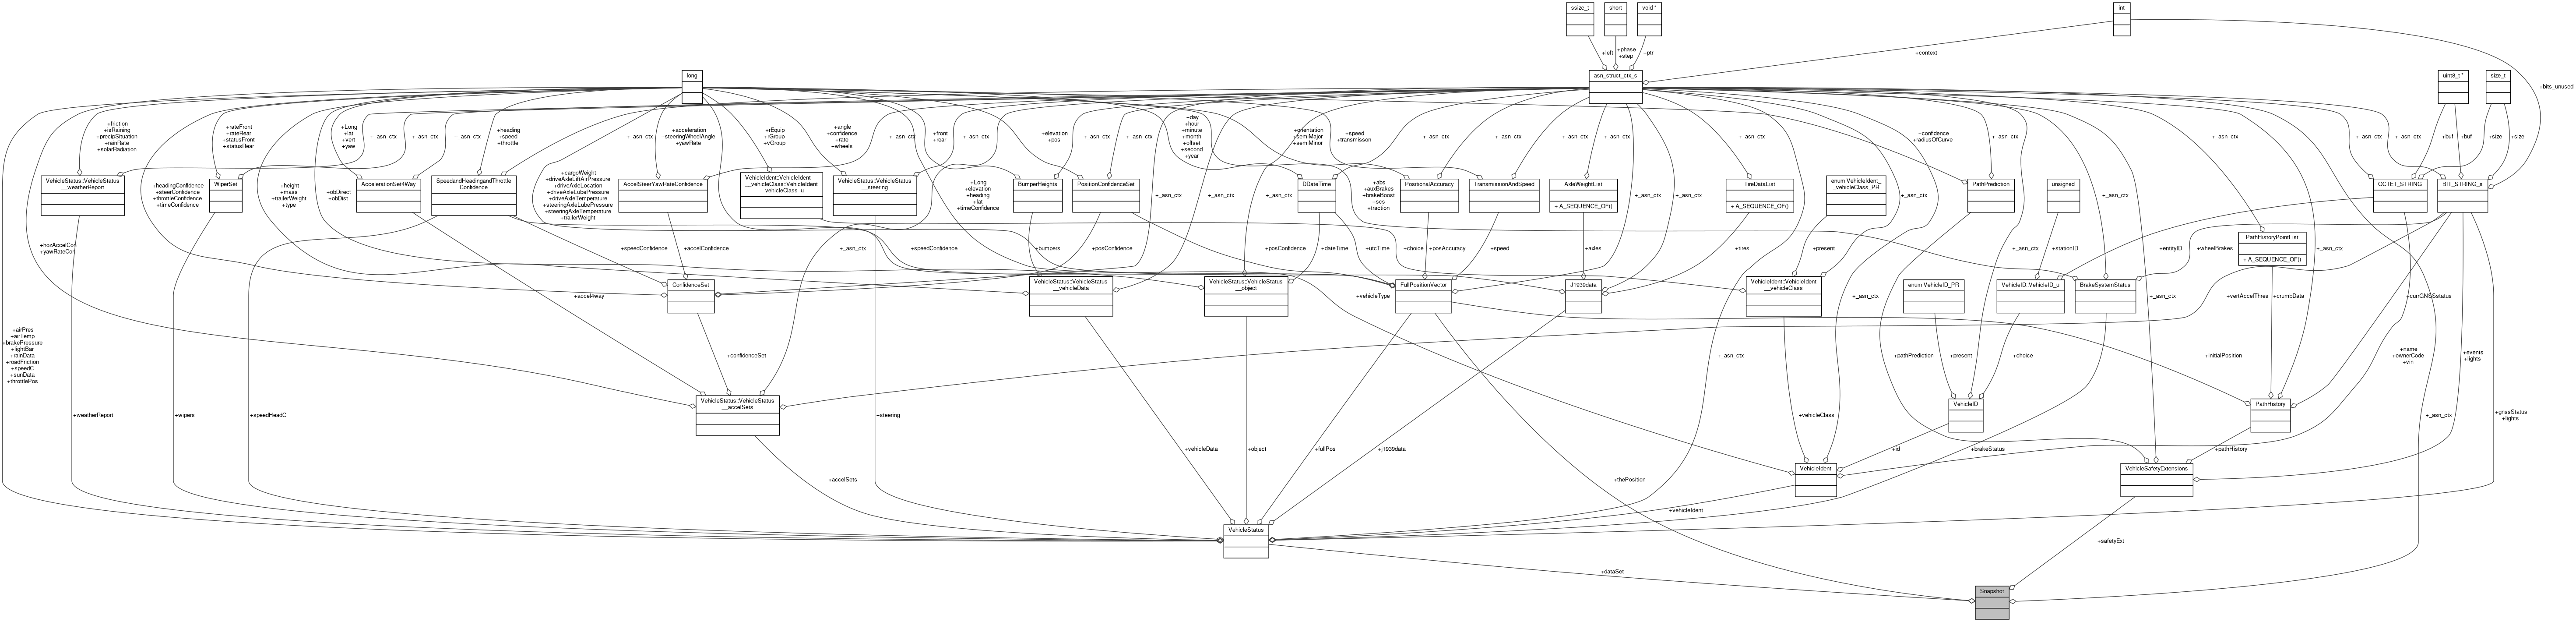 ssize_t
short
void *
int
+left
+phase
+step
+ptr
+context
long
asn_struct_ctx_s
uint8_t *
size_t
+bits_unused
+friction
+isRaining
+precipSituation
+rainRate
+solarRadiation
+_asn_ctx
+rateFront
+rateRear
+statusFront
+statusRear
+_asn_ctx
+Long
+lat
+vert
+yaw
+_asn_ctx
+_asn_ctx
+heading
+speed
+throttle
+_asn_ctx
+acceleration
+steeringWheelAngle
+yawRate
+rEquip
+rGroup
+vGroup
+angle
+confidence
+rate
+wheels
+_asn_ctx
+front
+rear
+_asn_ctx
+elevation
+pos
+_asn_ctx
+_asn_ctx
+day
+hour
+minute
+month
+offset
+second
+year
+orientation
+semiMajor
+semiMinor
+speed
+transmisson
+_asn_ctx
+_asn_ctx
+_asn_ctx
+_asn_ctx
+_asn_ctx
+_asn_ctx
+confidence
+radiusOfCurve
+_asn_ctx
+_asn_ctx
+_asn_ctx
+_asn_ctx
+_asn_ctx
+buf
+buf
+size
+size
VehicleStatus::VehicleStatus
__weatherReport
WiperSet
AccelerationSet4Way
SpeedandHeadingandThrottle
Confidence
AccelSteerYawRateConfidence
VehicleIdent::VehicleIdent
__vehicleClass::VehicleIdent
__vehicleClass_u
VehicleStatus::VehicleStatus
__steering
BumperHeights
PositionConfidenceSet
DDateTime
PositionalAccuracy
TransmissionAndSpeed
AxleWeightList
+ A_SEQUENCE_OF()
TireDataList
+ A_SEQUENCE_OF()
enum VehicleIdent_
_vehicleClass_PR
PathPrediction
unsigned
OCTET_STRING
BIT_STRING_s
+headingConfidence
+steerConfidence
+throttleConfidence
+timeConfidence
+height
+mass
+trailerWeight
+type
+obDirect
+obDist
+cargoWeight
+driveAxleLiftAirPressure
+driveAxleLocation
+driveAxleLubePressure
+driveAxleTemperature
+steeringAxleLubePressure
+steeringAxleTemperature
+trailerWeight
+Long
+elevation
+heading
+lat
+timeConfidence
+_asn_ctx
+_asn_ctx
+_asn_ctx
+_asn_ctx
+abs
+auxBrakes
+brakeBoost
+scs
+traction
+_asn_ctx
+_asn_ctx
+_asn_ctx
+_asn_ctx
PathHistoryPointList
+ A_SEQUENCE_OF()
+hozAccelCon
+yawRateCon
+speedConfidence
+accelConfidence
+_asn_ctx
+speedConfidence
+bumpers
+posConfidence
+posConfidence
+dateTime
+utcTime
+choice
+posAccuracy
+speed
+axles
+tires
+present
+_asn_ctx
+stationID
+entityID
+wheelBrakes
+_asn_ctx
ConfidenceSet
VehicleStatus::VehicleStatus
__vehicleData
VehicleStatus::VehicleStatus
__object
FullPositionVector
J1939data
VehicleIdent::VehicleIdent
__vehicleClass
enum VehicleID_PR
VehicleID::VehicleID_u
BrakeSystemStatus
+accel4way
+vehicleType
+_asn_ctx
+_asn_ctx
+vertAccelThres
+crumbData
+currGNSSstatus
+airPres
+airTemp
+brakePressure
+lightBar
+rainData
+roadFriction
+speedC
+sunData
+throttlePos
+confidenceSet
+_asn_ctx
+pathPrediction
+present
+choice
+initialPosition
+name
+ownerCode
+vin
+events
+lights
VehicleStatus::VehicleStatus
__accelSets
VehicleID
PathHistory
+weatherReport
+wipers
+speedHeadC
+steering
+vehicleClass
+_asn_ctx
+gnssStatus
+lights
+vehicleData
+object
+fullPos
+j1939data
+id
+brakeStatus
+pathHistory
VehicleIdent
VehicleSafetyExtensions
+accelSets
+thePosition
+vehicleIdent
VehicleStatus
+safetyExt
+dataSet
Snapshot